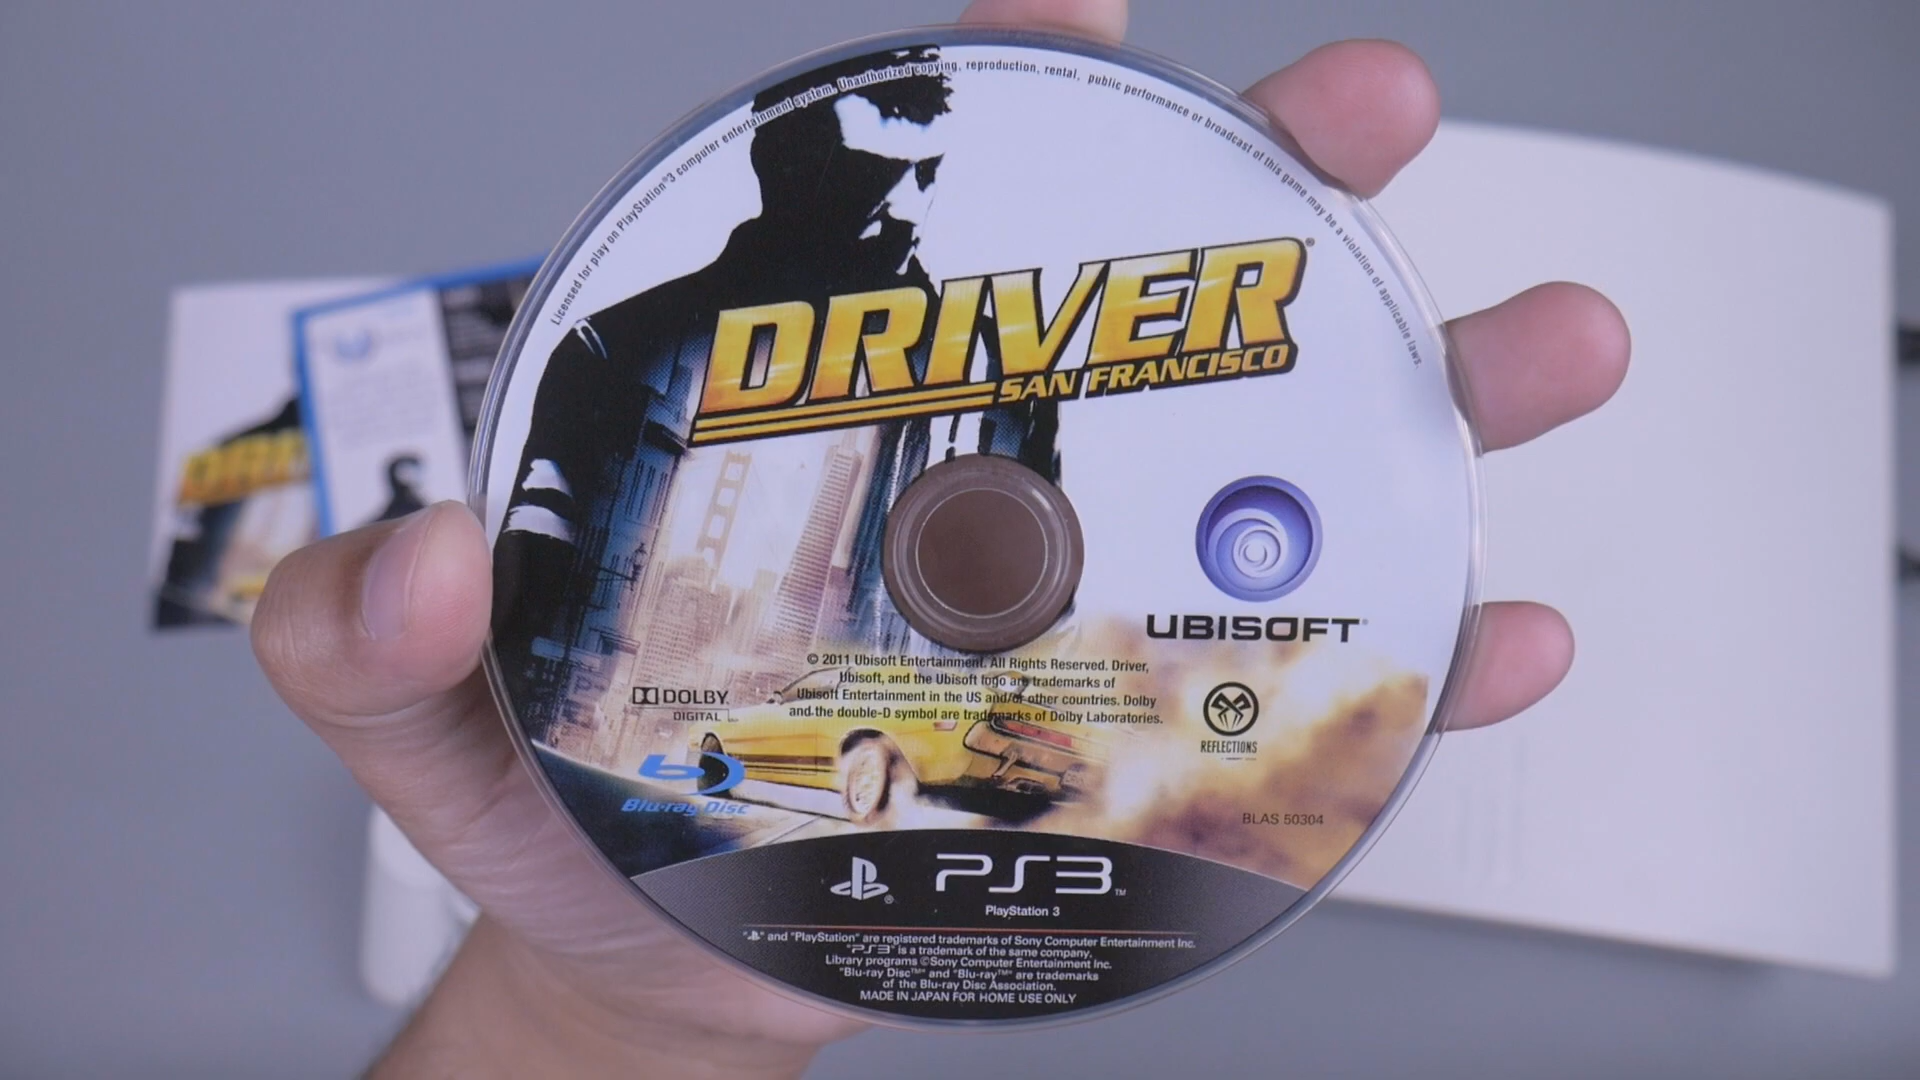 Licensed for play on PlayStation®3 computer entertainment system. Unauthorized copying, reproduction, rental, public performance or broadcast of this game may be a violation of applicable laws.
DRIVER®
SAN FRANCISCO
UBISOFT®
© 2011 Ubisoft Entertainment. All Rights Reserved. Driver,
Ubisoft, and the Ubisoft logo are trademarks of
Ubisoft Entertainment in the US and/or other countries. Dolby
and the double-D symbol are trademarks of Dolby Laboratories.
DOLBY
DIGITAL
REFLECTIONS
Blu-ray Disc
BLAS 50304
PS3™
PlayStation 3
"PS" and "PlayStation" are registered trademarks of Sony Computer Entertainment Inc.
"PS3" is a trademark of the same company.
Library programs ©Sony Computer Entertainment Inc.
"Blu-ray Disc™" and "Blu-ray™" are trademarks
of the Blu-ray Disc Association.
MADE IN JAPAN FOR HOME USE ONLY